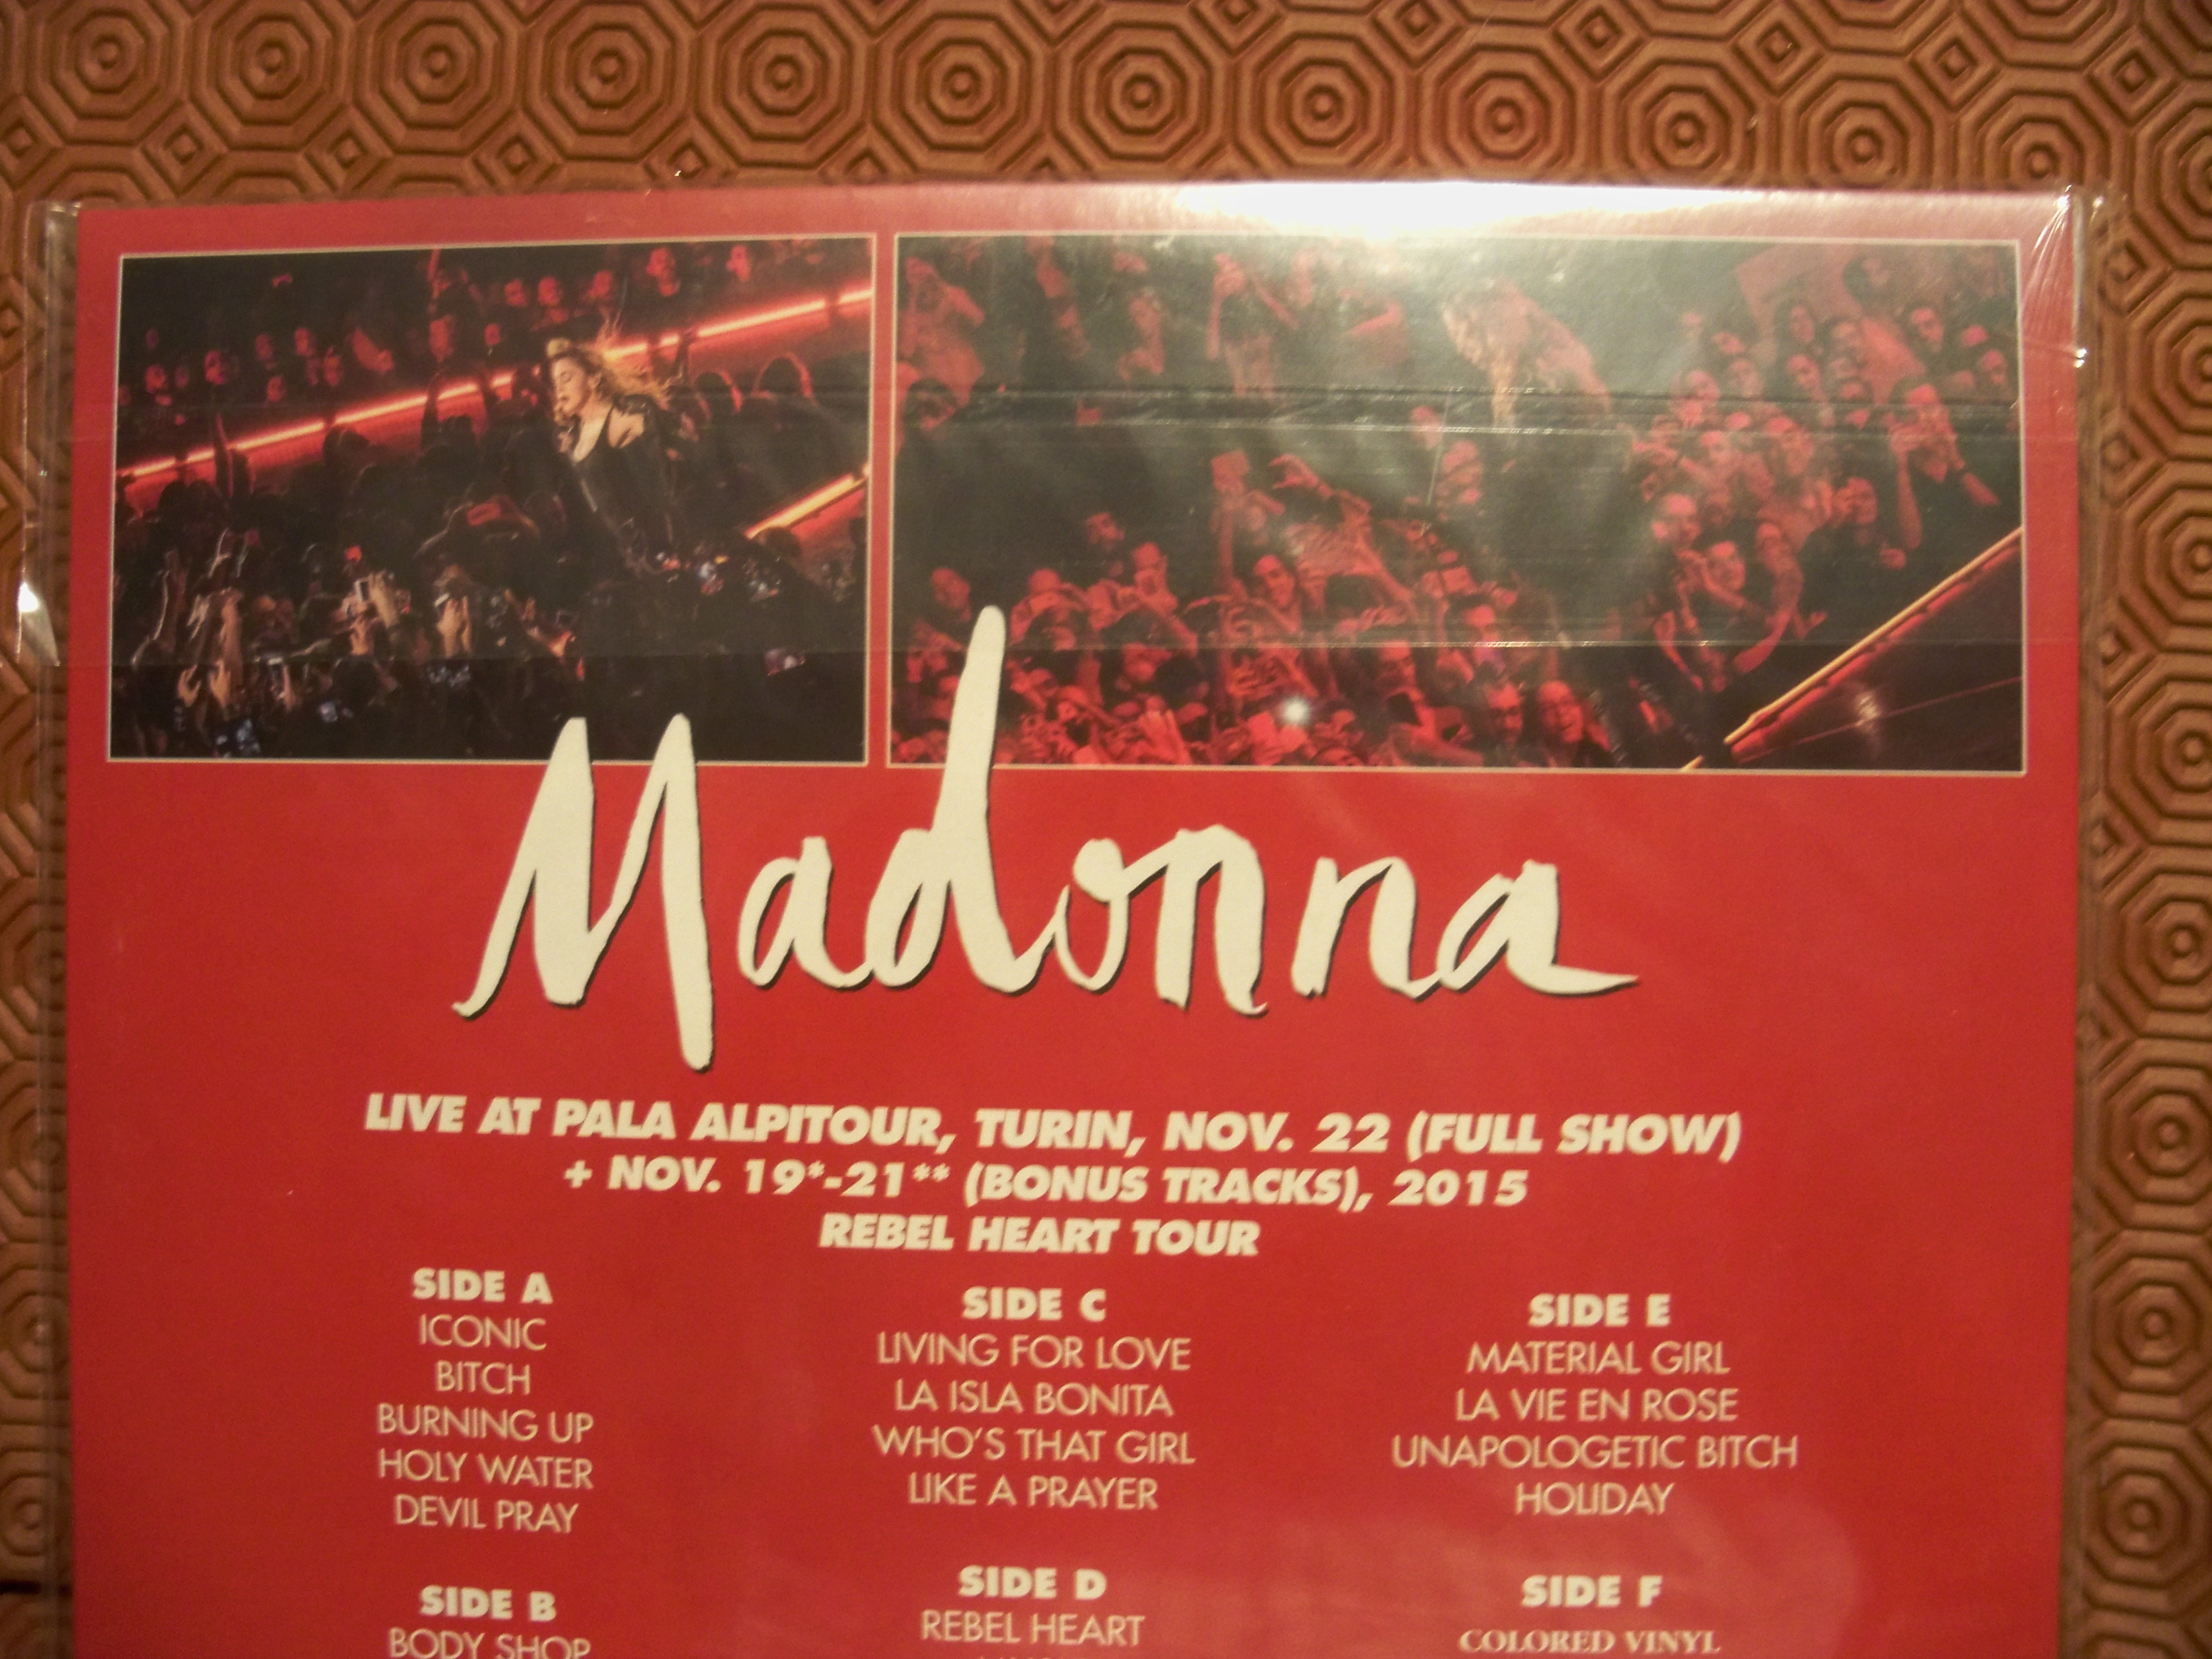 Madonna
LIVE AT PALA ALPITOUR, TURIN, NOV. 22 (FULL SHOW)
+ NOV. 19*-21** (BONUS TRACKS), 2015
REBEL HEART TOUR
SIDE A
ICONIC
BITCH
BURNING UP
HOLY WATER
DEVIL PRAY
SIDE B
BODY SHOP
SIDE C
LIVING FOR LOVE
LA ISLA BONITA
WHO'S THAT GIRL
LIKE A PRAYER
SIDE D
REBEL HEART
SIDE E
MATERIAL GIRL
LA VIE EN ROSE
UNAPOLOGETIC BITCH
HOLIDAY
SIDE F
COLORED VINYL